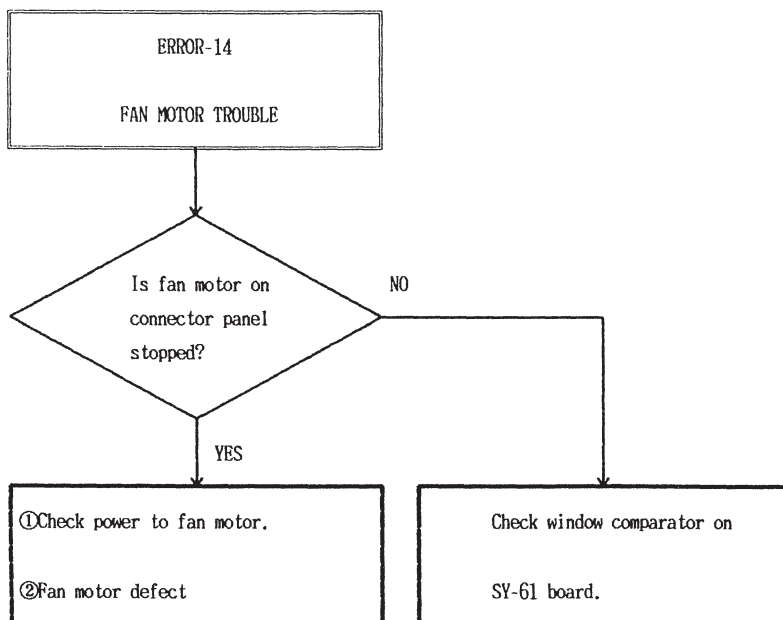 ERROR-14
FAN MOTOR TROUBLE
Is fan motor on
connector panel
stopped?
NO
YES
①Check power to fan motor.
②Fan motor defect
Check window comparator on
SY-61 board.